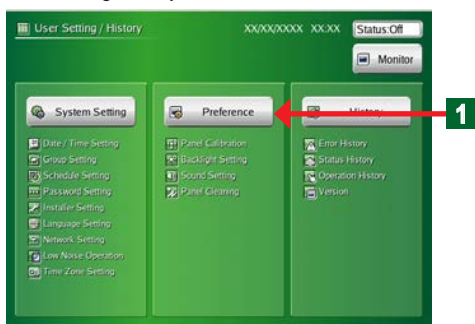 User Setting / History
XX/XX/XXXX XX:XX
Status:Off
Monitor
System Setting
Date / Time Setting
Group Setting
Schedule Setting
Password Setting
Installer Setting
Language Setting
Network Setting
Low Noise Operation
Time Zone Setting
Preference
Panel Calibration
Backlight Setting
Sound Setting
Panel Cleaning
History
Error History
Status History
Operation History
Version
1